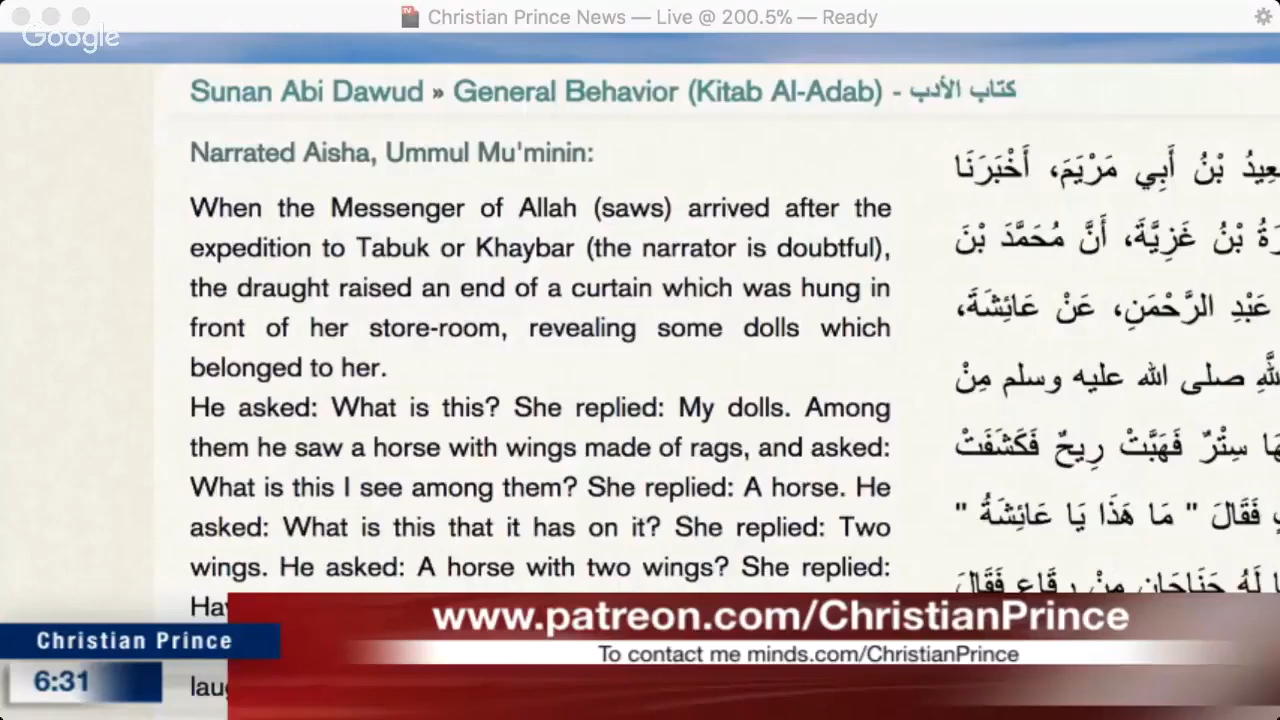 Christian Prince News — Live @ 200.5% — Ready
Google
Sunan Abi Dawud » General Behavior (Kitab Al-Adab) - كتاب الأدب
Narrated Aisha, Ummul Mu'minin:
When the Messenger of Allah (saws) arrived after the
expedition to Tabuk or Khaybar (the narrator is doubtful),
the draught raised an end of a curtain which was hung in
front of her store-room, revealing some dolls which
belonged to her.
He asked: What is this? She replied: My dolls. Among
them he saw a horse with wings made of rags, and asked:
What is this I see among them? She replied: A horse. He
asked: What is this that it has on it? She replied: Two
wings. He asked: A horse with two wings? She replied:
بْنُ أَبِي مَرْيَمَ، أَخْبَرَنَا
بْنُ غَزِيَّةَ، أَنَّ مُحَمَّدَ بْنَ
عَبْدِ الرَّحْمَنِ، عَنْ عَائِشَةَ،
صلى الله عليه وسلم مِنْ
سِتْرٌ فَهَبَّتْ رِيحٌ فَكَشَفَتْ
فَقَالَ " مَا هَذَا يَا عَائِشَةُ "
لَهُ جَنَاحَانِ مِنْ رِقَاعٍ فَقَالَ
www.patreon.com/ChristianPrince
To contact me minds.com/ChristianPrince
Christian Prince
6:31